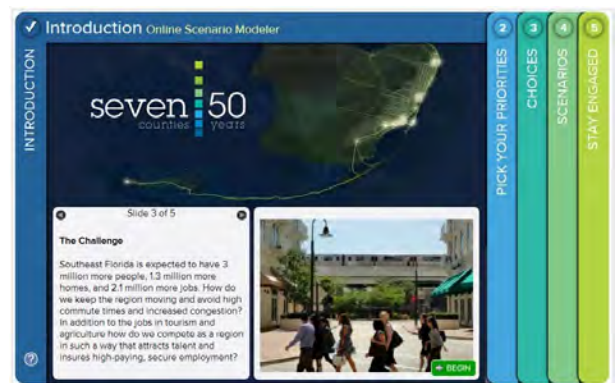 Introduction Online Scenario Modeler
INTRODUCTION
seven 50
counties years
Slide 3 of 5
The Challenge
Southeast Florida is expected to have 3
million more people, 1.3 million more
homes, and 2.1 million more jobs. How do
we keep the region moving and avoid high
commute times and increased congestion?
In addition to the jobs in tourism and
agriculture how do we compete as a region
in such a way that attracts talent and
insures high-paying, secure employment?
?
BEGIN
2
PICK YOUR PRIORITIES
3
CHOICES
4
SCENARIOS
5
STAY ENGAGED